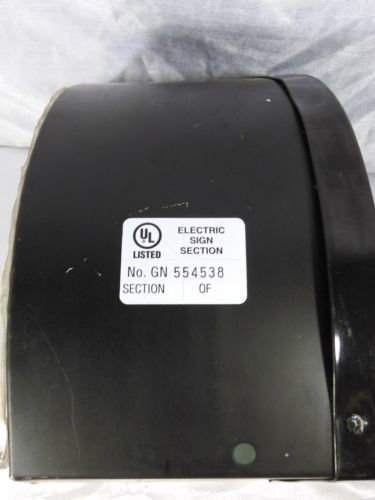 UL
LISTED
ELECTRIC
SIGN
SECTION
No. GN 554538
SECTION OF